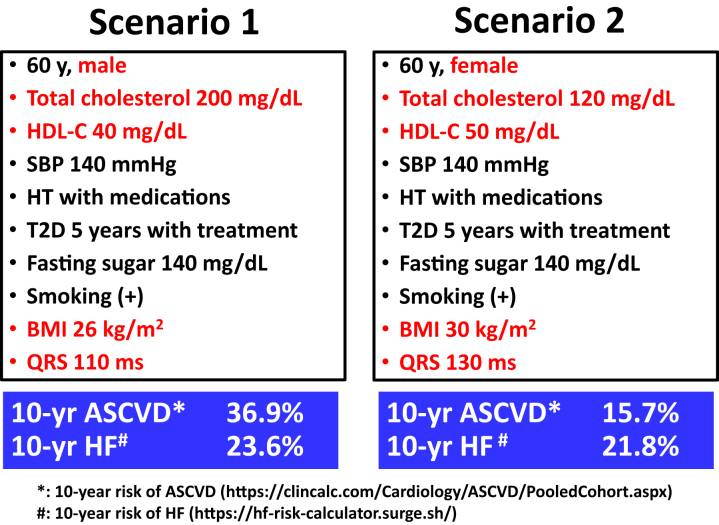 Scenario 1
• 60 y, male
• Total cholesterol 200 mg/dL
• HDL-C 40 mg/dL
• SBP 140 mmHg
• HT with medications
• T2D 5 years with treatment
• Fasting sugar 140 mg/dL
• Smoking (+)
• BMI 26 kg/m²
• QRS 110 ms
10-yr ASCVD* 36.9%
10-yr HF# 23.6%
Scenario 2
• 60 y, female
• Total cholesterol 120 mg/dL
• HDL-C 50 mg/dL
• SBP 140 mmHg
• HT with medications
• T2D 5 years with treatment
• Fasting sugar 140 mg/dL
• Smoking (+)
• BMI 30 kg/m²
• QRS 130 ms
10-yr ASCVD* 15.7%
10-yr HF # 21.8%
*: 10-year risk of ASCVD (https://clincalc.com/Cardiology/ASCVD/PooledCohort.aspx)
#: 10-year risk of HF (https://hf-risk-calculator.surge.sh/)